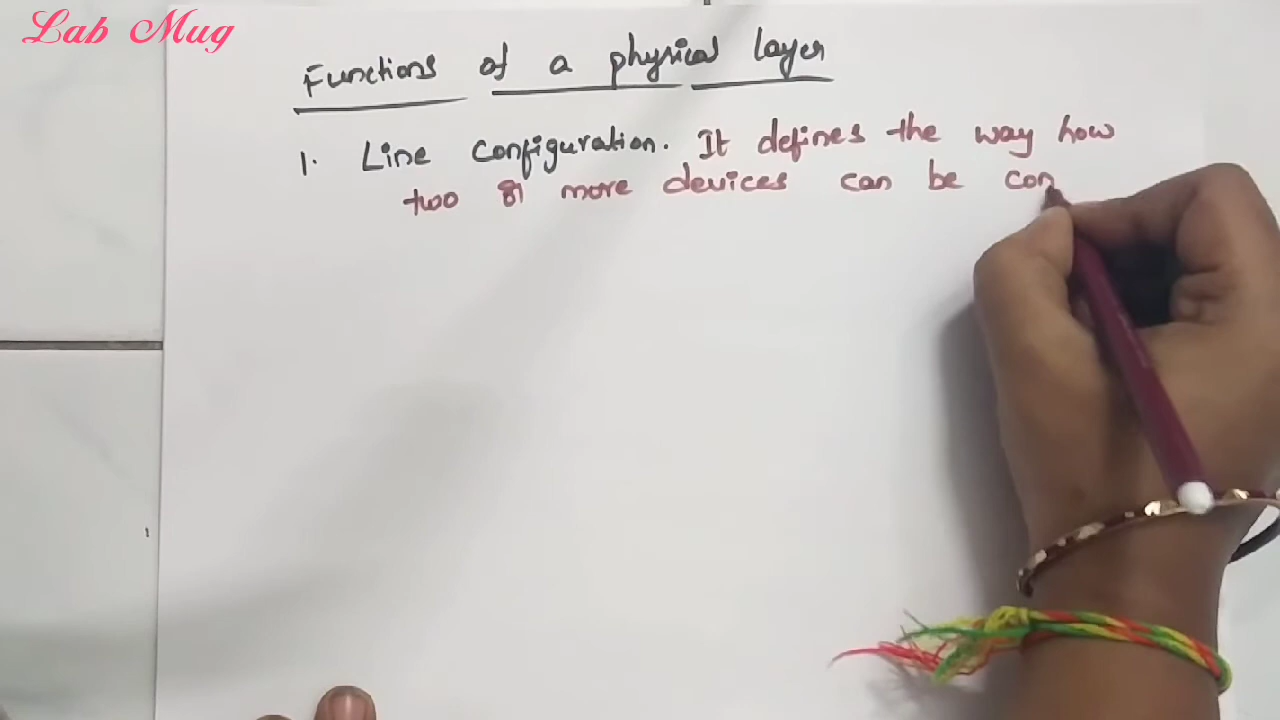 Lab Mug
Functions of a physical layer
1. Line configuration. It defines the way how
two or more devices can be con